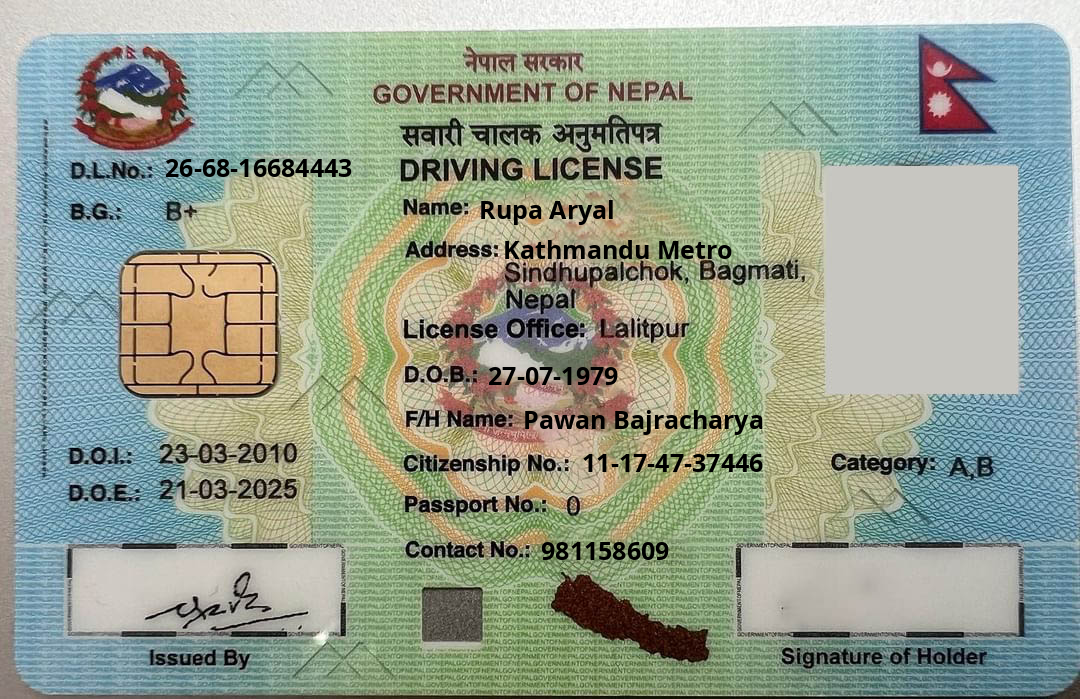 नेपाल सरकार
GOVERNMENT OF NEPAL
सवारी चालक अनुमतिपत्र
DRIVING LICENSE
D.L.No.: 26-68-16684443
B.G.: B+
Name: Rupa Aryal
Address: Kathmandu Metro
Sindhupalchok, Bagmati,
Nepal
License Office: Lalitpur
D.O.B.: 27-07-1979
F/H Name: Pawan Bajracharya
D.O.I.: 23-03-2010
Citizenship No.: 11-17-47-37446
Category: A,B
D.O.E.: 21-03-2025
Passport No.: 0
Contact No.: 981158609
Issued By
Signature of Holder